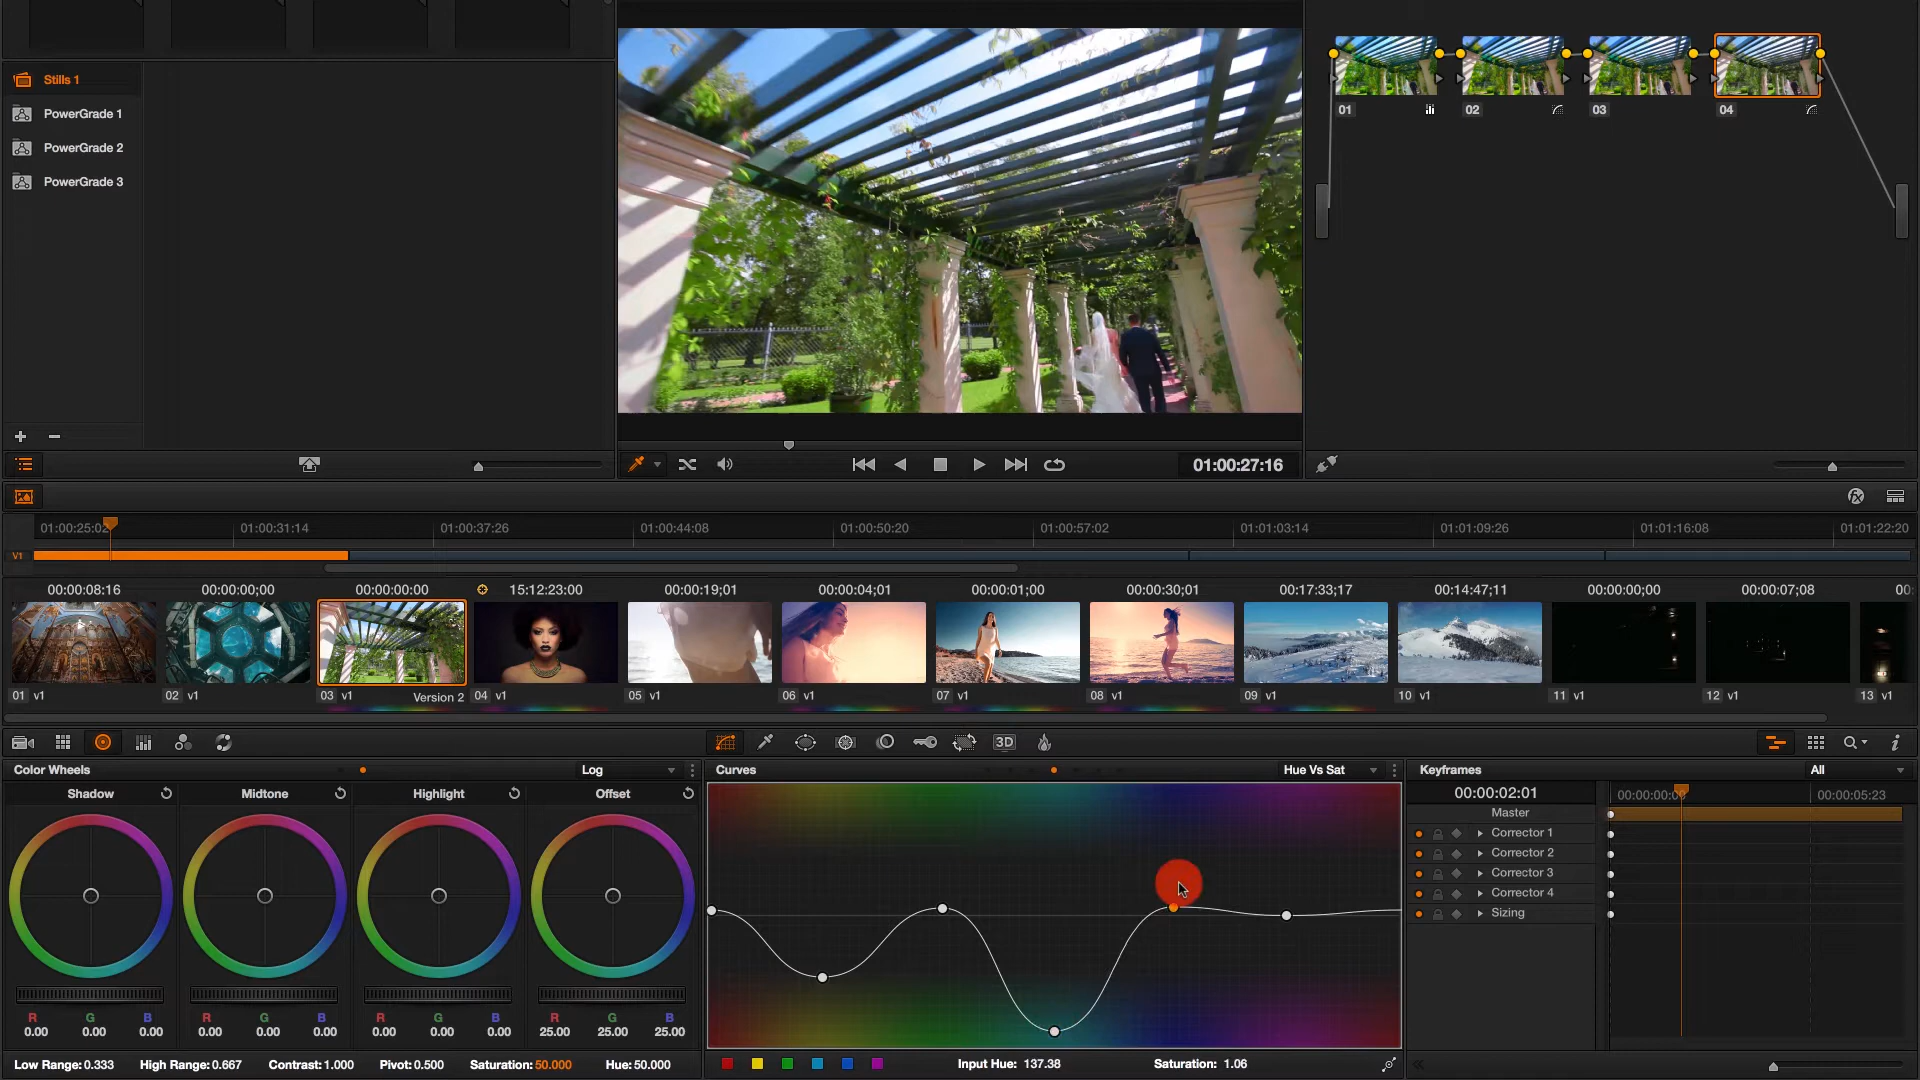 Stills 1
PowerGrade 1
PowerGrade 2
PowerGrade 3
01
02
03
04
01:00:27:16
01:00:25:02
01:00:31:14
01:00:37:26
01:00:44:08
01:00:50:20
01:00:57:02
01:01:03:14
01:01:09:26
01:01:16:08
01:01:22:20
V1
00:00:08:16
00:00:00;00
00:00:00:00
15:12:23:00
00:00:19;01
00:00:04;01
00:00:01;00
00:00:30;01
00:17:33;17
00:14:47;11
00:00:00;00
00:00:07;08
00:
01 v1
02 v1
03 v1 Version 2
04 v1
05 v1
06 v1
07 v1
08 v1
09 v1
10 v1
11 v1
12 v1
13 v1
3D
Color Wheels
Log
Shadow
Midtone
Highlight
Offset
R G B
0.00 0.00 0.00
R G B
0.00 0.00 0.00
R G B
0.00 0.00 0.00
R G B
25.00 25.00 25.00
Low Range: 0.333
High Range: 0.667
Contrast: 1.000
Pivot: 0.500
Saturation: 50.000
Hue: 50.000
Curves
Hue Vs Sat
Input Hue: 137.38
Saturation: 1.06
Keyframes
All
00:00:02:01
00:00:05:23
Master
Corrector 1
Corrector 2
Corrector 3
Corrector 4
Sizing